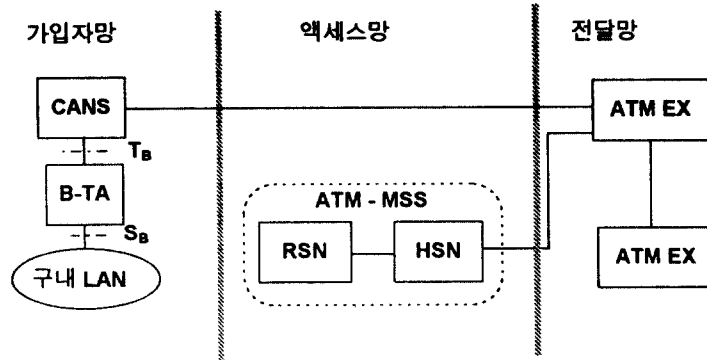 가입자망
액세스망
전달망
CANS
ATM EX
TB
B-TA
ATM - MSS
SB
RSN
HSN
ATM EX
구내 LAN